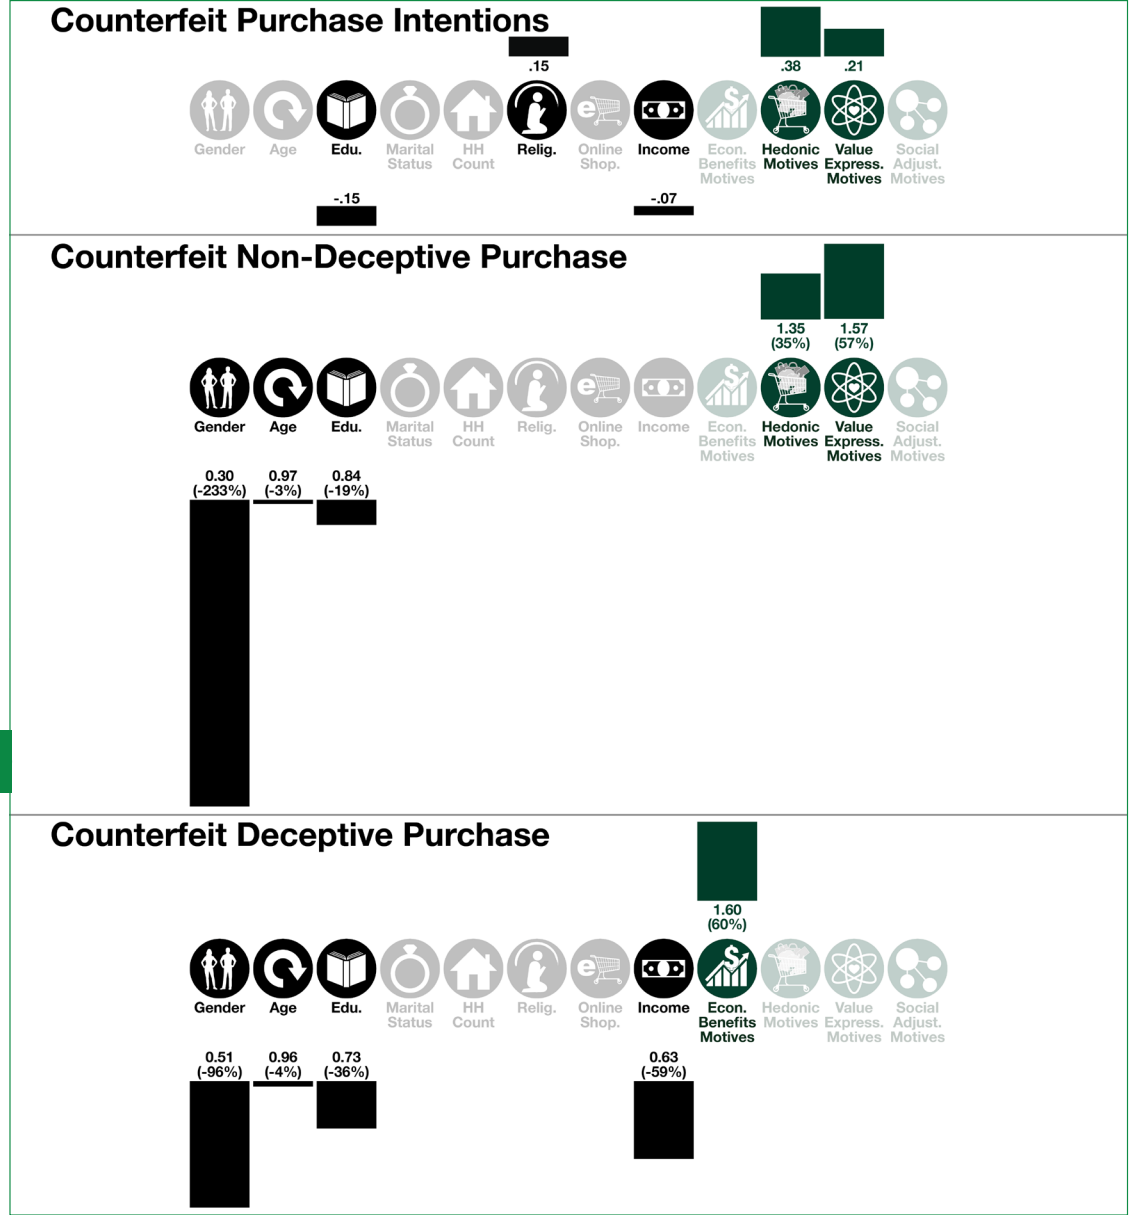 Counterfeit Purchase Intentions
.15
.38
.21
Gender
Age
Edu.
Marital Status
HH Count
Relig.
e
Online Shop.
Income
$
Econ. Benefits Motives
Hedonic Motives
Value Express. Motives
Social Adjust. Motives
-.15
-.07
Counterfeit Non-Deceptive Purchase
1.35
(35%)
1.57
(57%)
Gender
Age
Edu.
Marital Status
HH Count
Relig.
e
Online Shop.
Income
$
Econ. Benefits Motives
Hedonic Motives
Value Express. Motives
Social Adjust. Motives
0.30
(-233%)
0.97
(-3%)
0.84
(-19%)
Counterfeit Deceptive Purchase
1.60
(60%)
Gender
Age
Edu.
Marital Status
HH Count
Relig.
e
Online Shop.
Income
$
Econ. Benefits Motives
Hedonic Motives
Value Express. Motives
Social Adjust. Motives
0.51
(-96%)
0.96
(-4%)
0.73
(-36%)
0.63
(-59%)